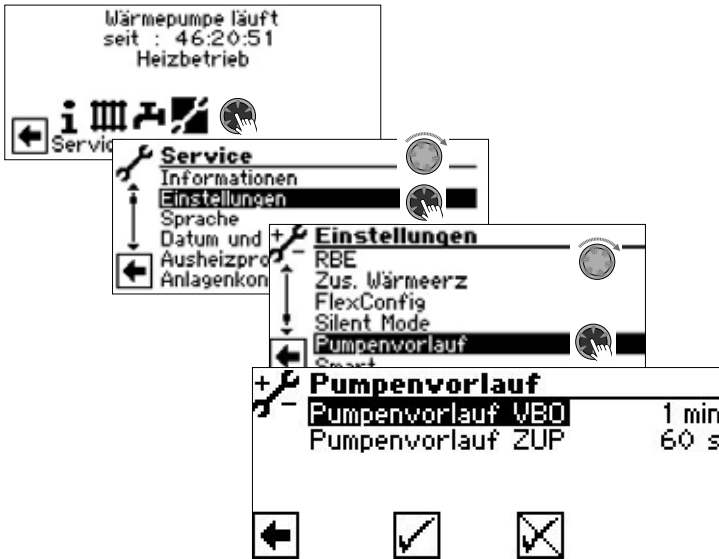 Wärmepumpe läuft
seit : 46:20:51
Heizbetrieb
Servic
Service
Informationen
Einstellungen
Sprache
Datum und
Ausheizpro
Anlagenkon
Einstellungen
RBE
Zus. Wärmeerz
FlexConfig
Silent Mode
Pumpenvorlauf
Smart
Pumpenvorlauf
Pumpenvorlauf VBO 1 min
Pumpenvorlauf ZUP 60 s